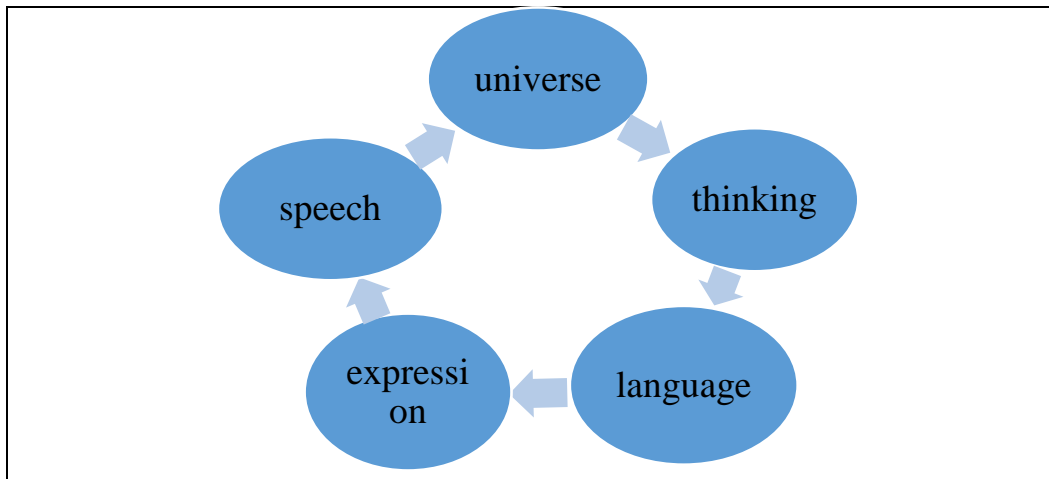 universe
thinking
language
expressi
on
speech